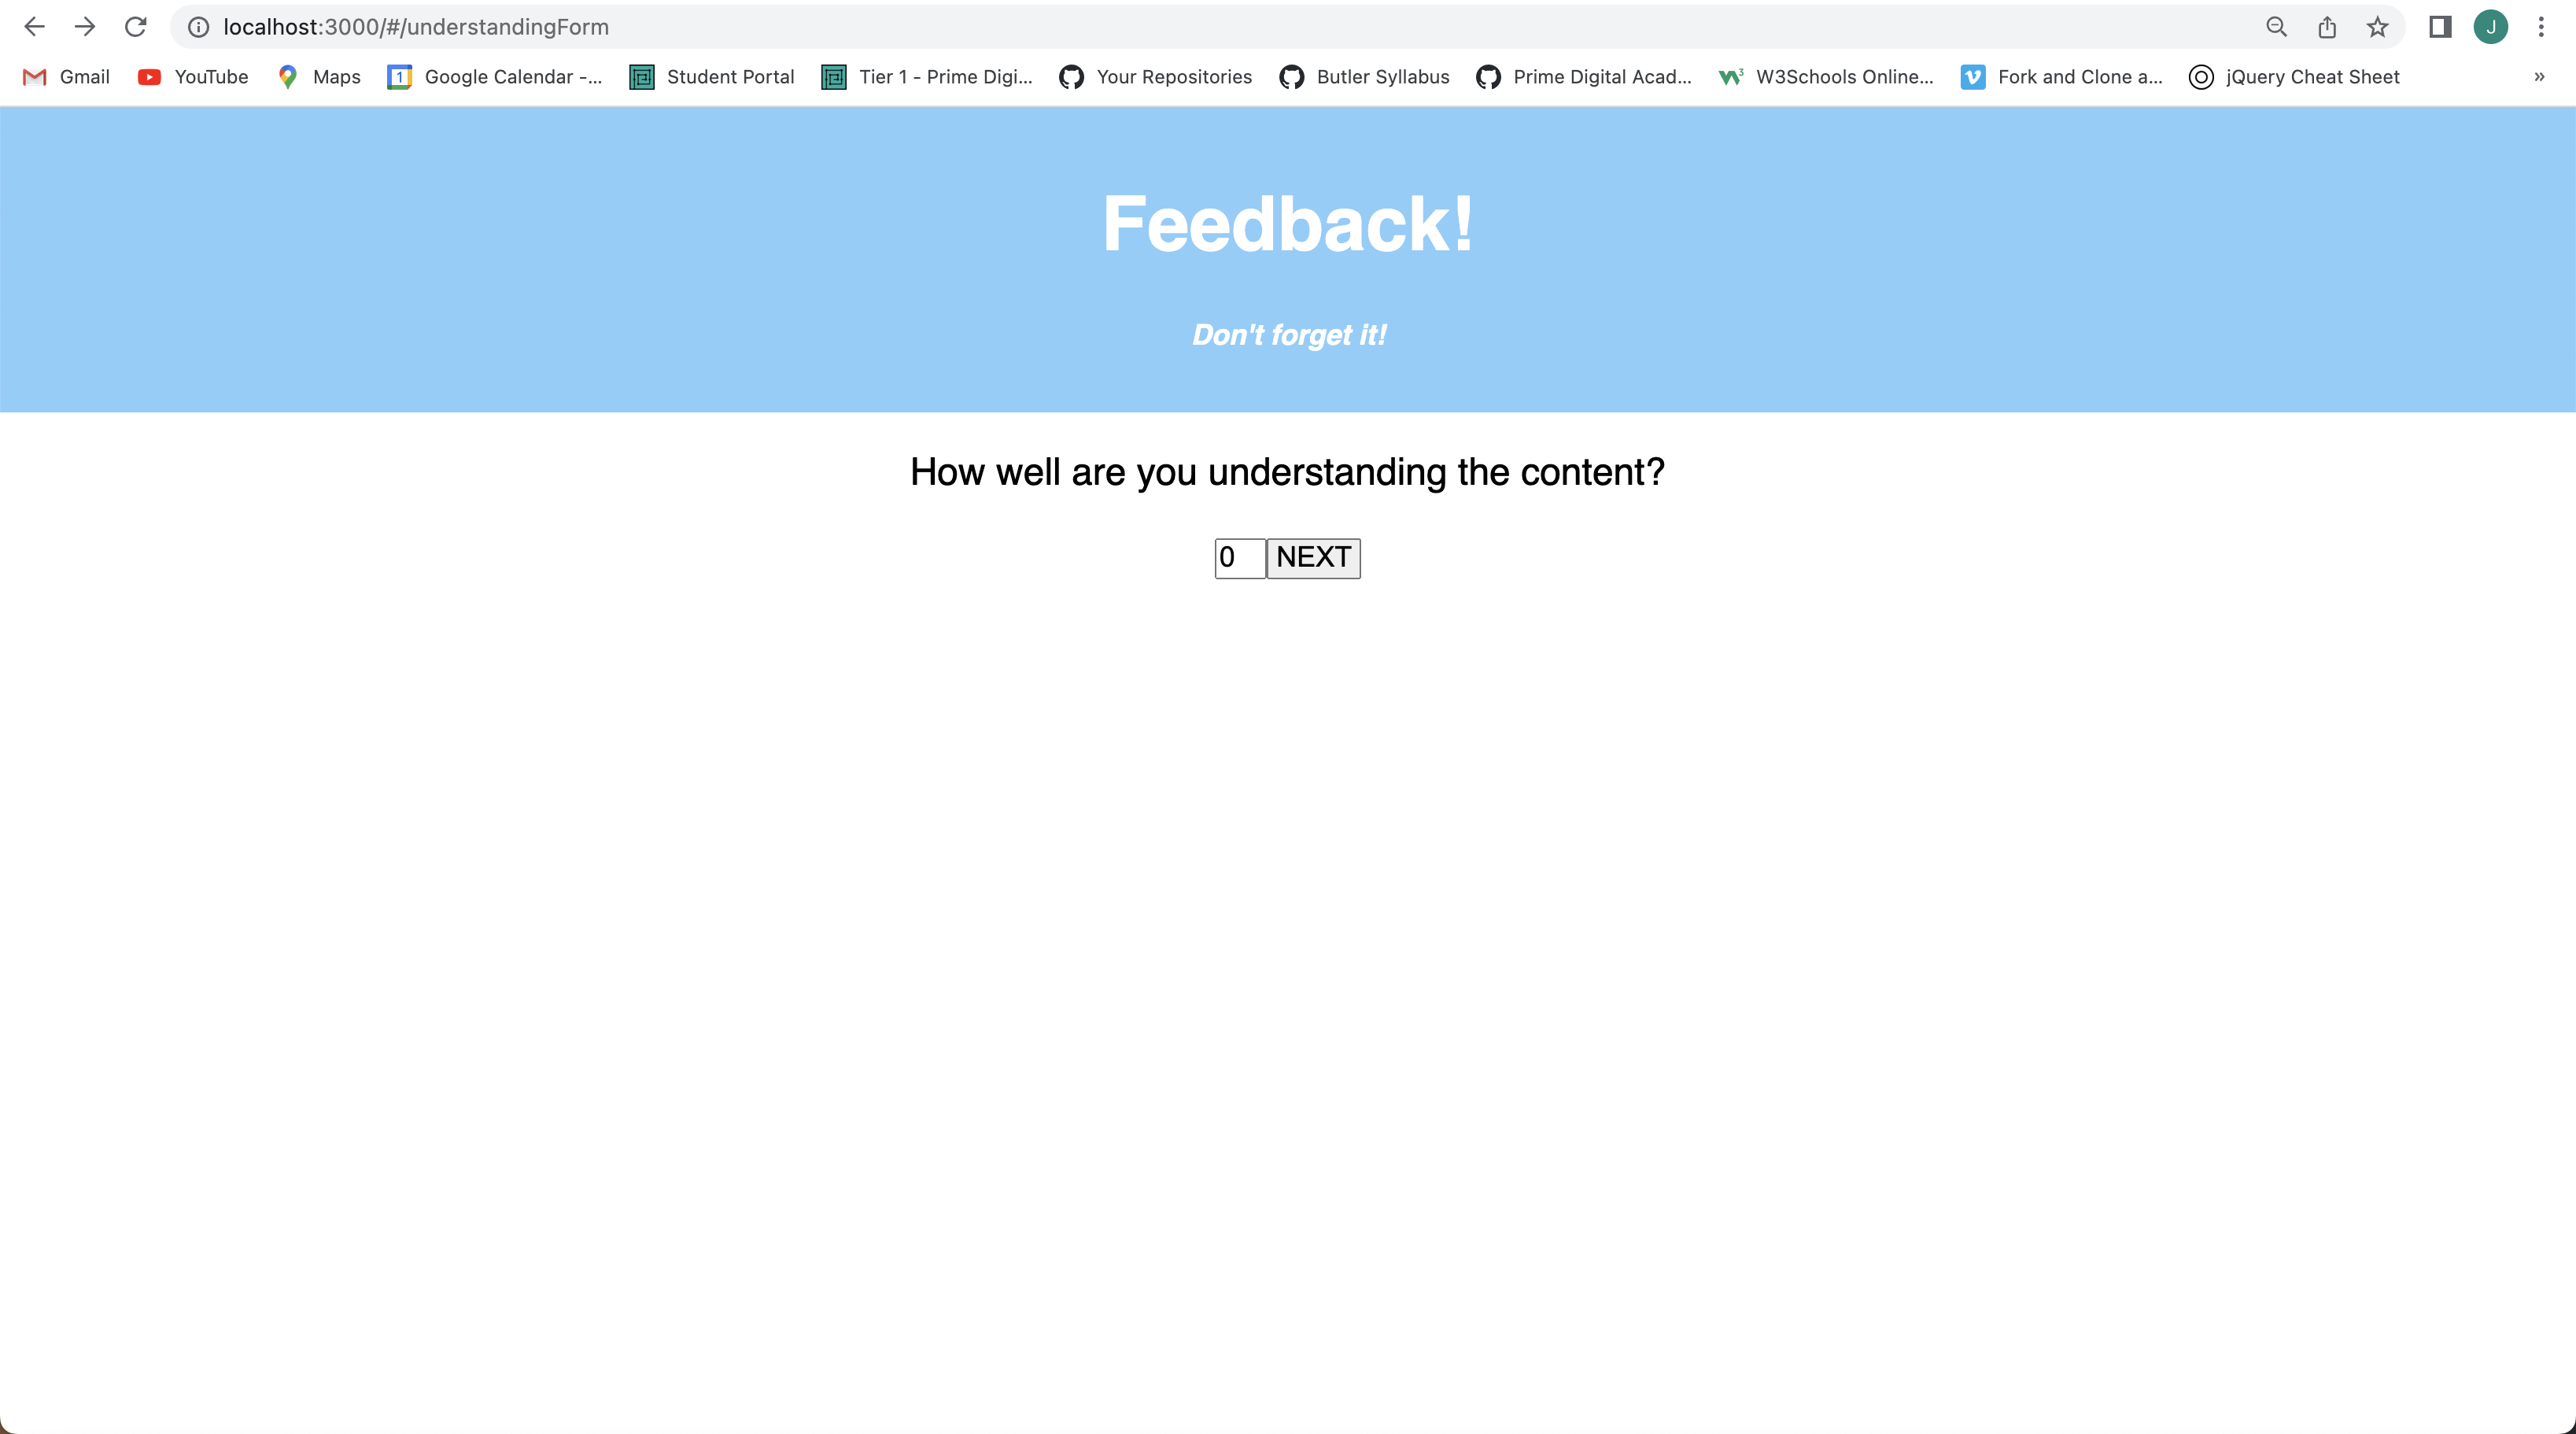 localhost:3000/#/understandingForm
J
Gmail YouTube Maps 1 Google Calendar -... Student Portal Tier 1 - Prime Digi... Your Repositories Butler Syllabus Prime Digital Acad... W3Schools Online... Fork and Clone a... jQuery Cheat Sheet »
Feedback!
Don't forget it!
How well are you understanding the content?
0 NEXT